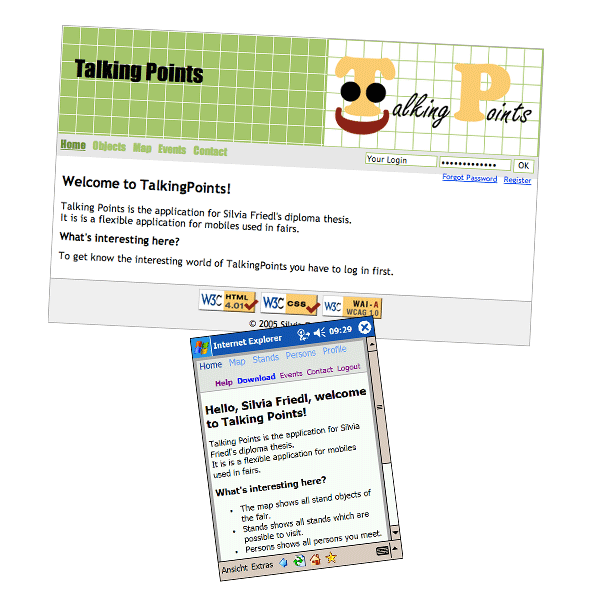 Talking Points
Talking Points
Home Objects Map Events Contact
Your Login
OK
Forgot Password Register
Welcome to TalkingPoints!
Talking Points is the application for Silvia Friedl's diploma thesis.
It is is a flexible application for mobiles used in fairs.
What's interesting here?
To get know the interesting world of TalkingPoints you have to log in first.
W3C HTML 4.01
W3C CSS
W3C WAI-A WCAG 1.0
© 2005
Internet Explorer 09:29
Home Map Stands Persons Profile
Help Download Events Contact Logout
Hello, Silvia Friedl, welcome
to Talking Points!
Talking Points is the application for Silvia
Friedl's diploma thesis.
It is is a flexible application for mobiles
used in fairs.
What's interesting here?
• The map shows all stand objects of
the fair.
• Stands shows all stands which are
possible to visit.
• Persons shows all persons you meet.
Ansicht Extras